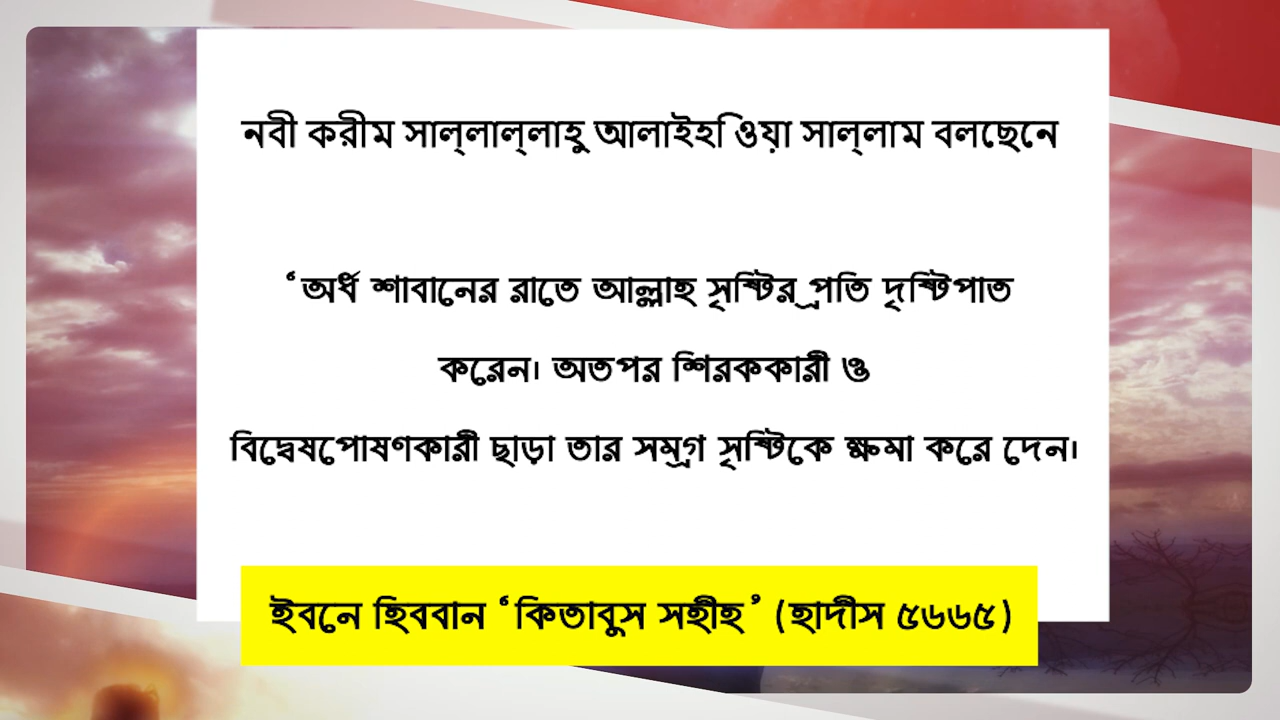 নবী করীম সাল্‌লাল্‌লাহু আলাইহি ওয়া সাল্‌লাম বলছেনে
‘অর্ধ শাবানের রাতে আল্লাহ সৃষ্টির প্রতি দৃষ্টিপাত
করেন। অতপর শিরককারী ও
বিদ্বেষপোষণকারী ছাড়া তার সমগ্র সৃষ্টিকে ক্ষমা করে দেন।
ইবনে হিববান ‘কিতাবুস সহীহ’ (হাদীস ৫৬৬৫)